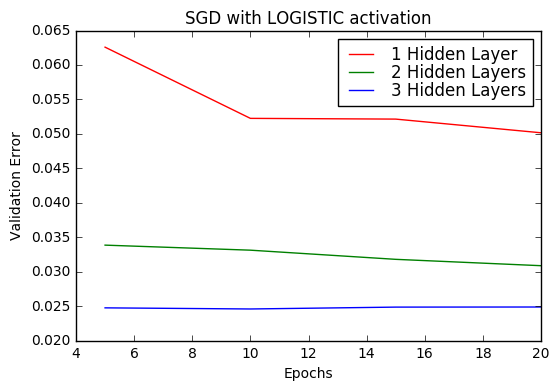 SGD with LOGISTIC activation
0.065
0.060
0.055
0.050
0.045
0.040
0.035
0.030
0.025
0.020
Validation Error
1 Hidden Layer
2 Hidden Layers
3 Hidden Layers
4 6 8 10 12 14 16 18 20
Epochs